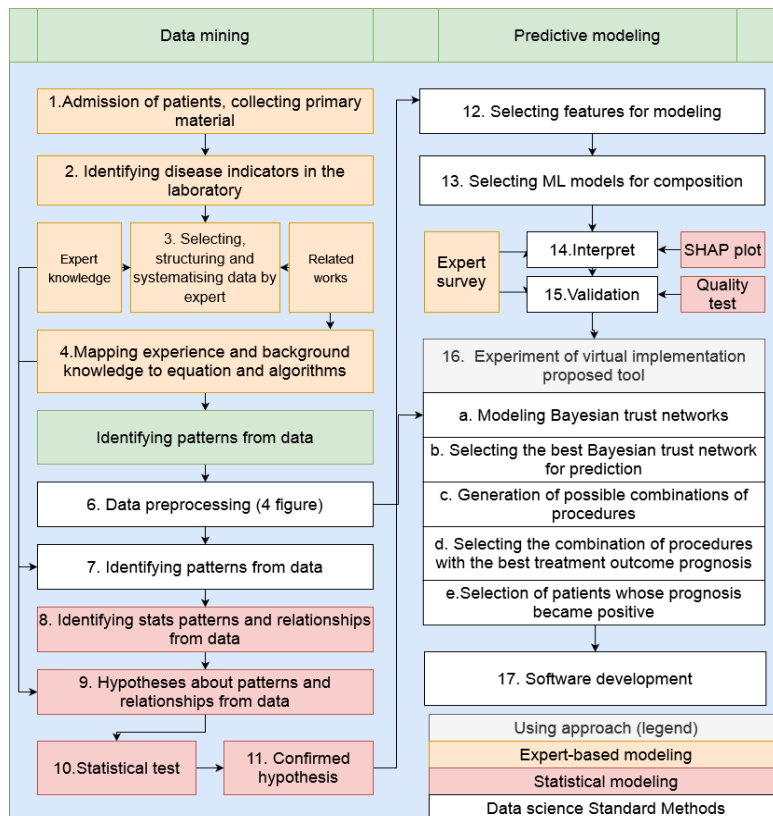 Data mining
Predictive modeling
1.Admission of patients, collecting primary
material
2. Identifying disease indicators in the
laboratory
Expert
knowledge
3. Selecting,
structuring and
systematising data by
expert
Related
works
4.Mapping experience and background
knowledge to equation and algorithms
Identifying patterns from data
6. Data preprocessing (4 figure)
7. Identifying patterns from data
8. Identifying stats patterns and relationships
from data
9. Hypotheses about patterns and
relationships from data
10.Statistical test
11. Confirmed
hypothesis
12. Selecting features for modeling
13. Selecting ML models for composition
Expert
survey
14.Interpret
SHAP plot
15.Validation
Quality
test
16. Experiment of virtual implementation
proposed tool
a. Modeling Bayesian trust networks
b. Selecting the best Bayesian trust network
for prediction
c. Generation of possible combinations of
procedures
d. Selecting the combination of procedures
with the best treatment outcome prognosis
e.Selection of patients whose prognosis
became positive
17. Software development
Using approach (legend)
Expert-based modeling
Statistical modeling
Data science Standard Methods